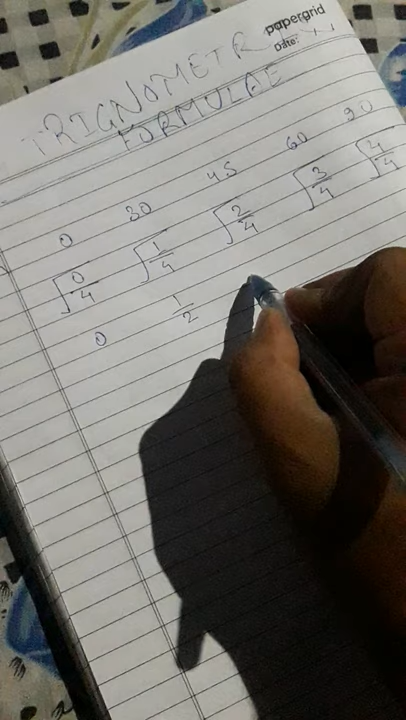 papergrid
Date:
TRIGNOMETR
FORMULAE
0 30 45 60 90
√0/4 √1/4 √2/4 √3/4 √4/4
0 1/2